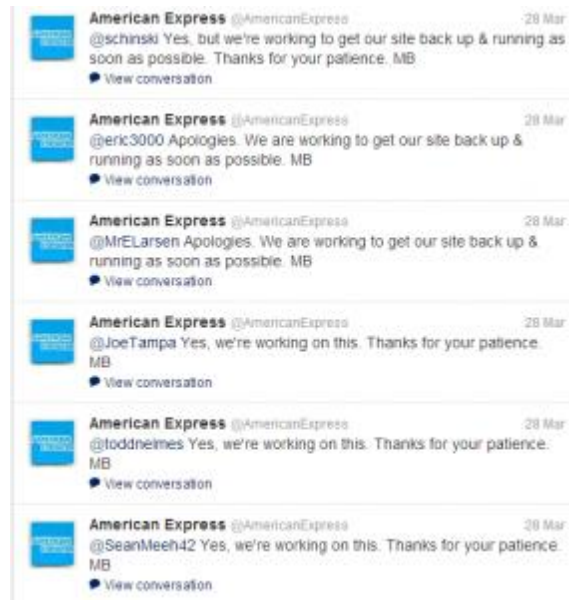 American Express @AmericanExpress 28 Mar
@schinski Yes, but we're working to get our site back up & running as
soon as possible. Thanks for your patience. MB
View conversation
American Express @AmericanExpress 28 Mar
@eric3000 Apologies. We are working to get our site back up &
running as soon as possible. MB
View conversation
American Express @AmericanExpress 28 Mar
@MrELarsen Apologies. We are working to get our site back up &
running as soon as possible. MB
View conversation
American Express @AmericanExpress 28 Mar
@JoeTampa Yes, we're working on this. Thanks for your patience.
MB
View conversation
American Express @AmericanExpress 28 Mar
@toddnelmes Yes, we're working on this. Thanks for your patience.
MB
View conversation
American Express @AmericanExpress 28 Mar
@SeanMeeh42 Yes, we're working on this. Thanks for your patience.
MB
View conversation